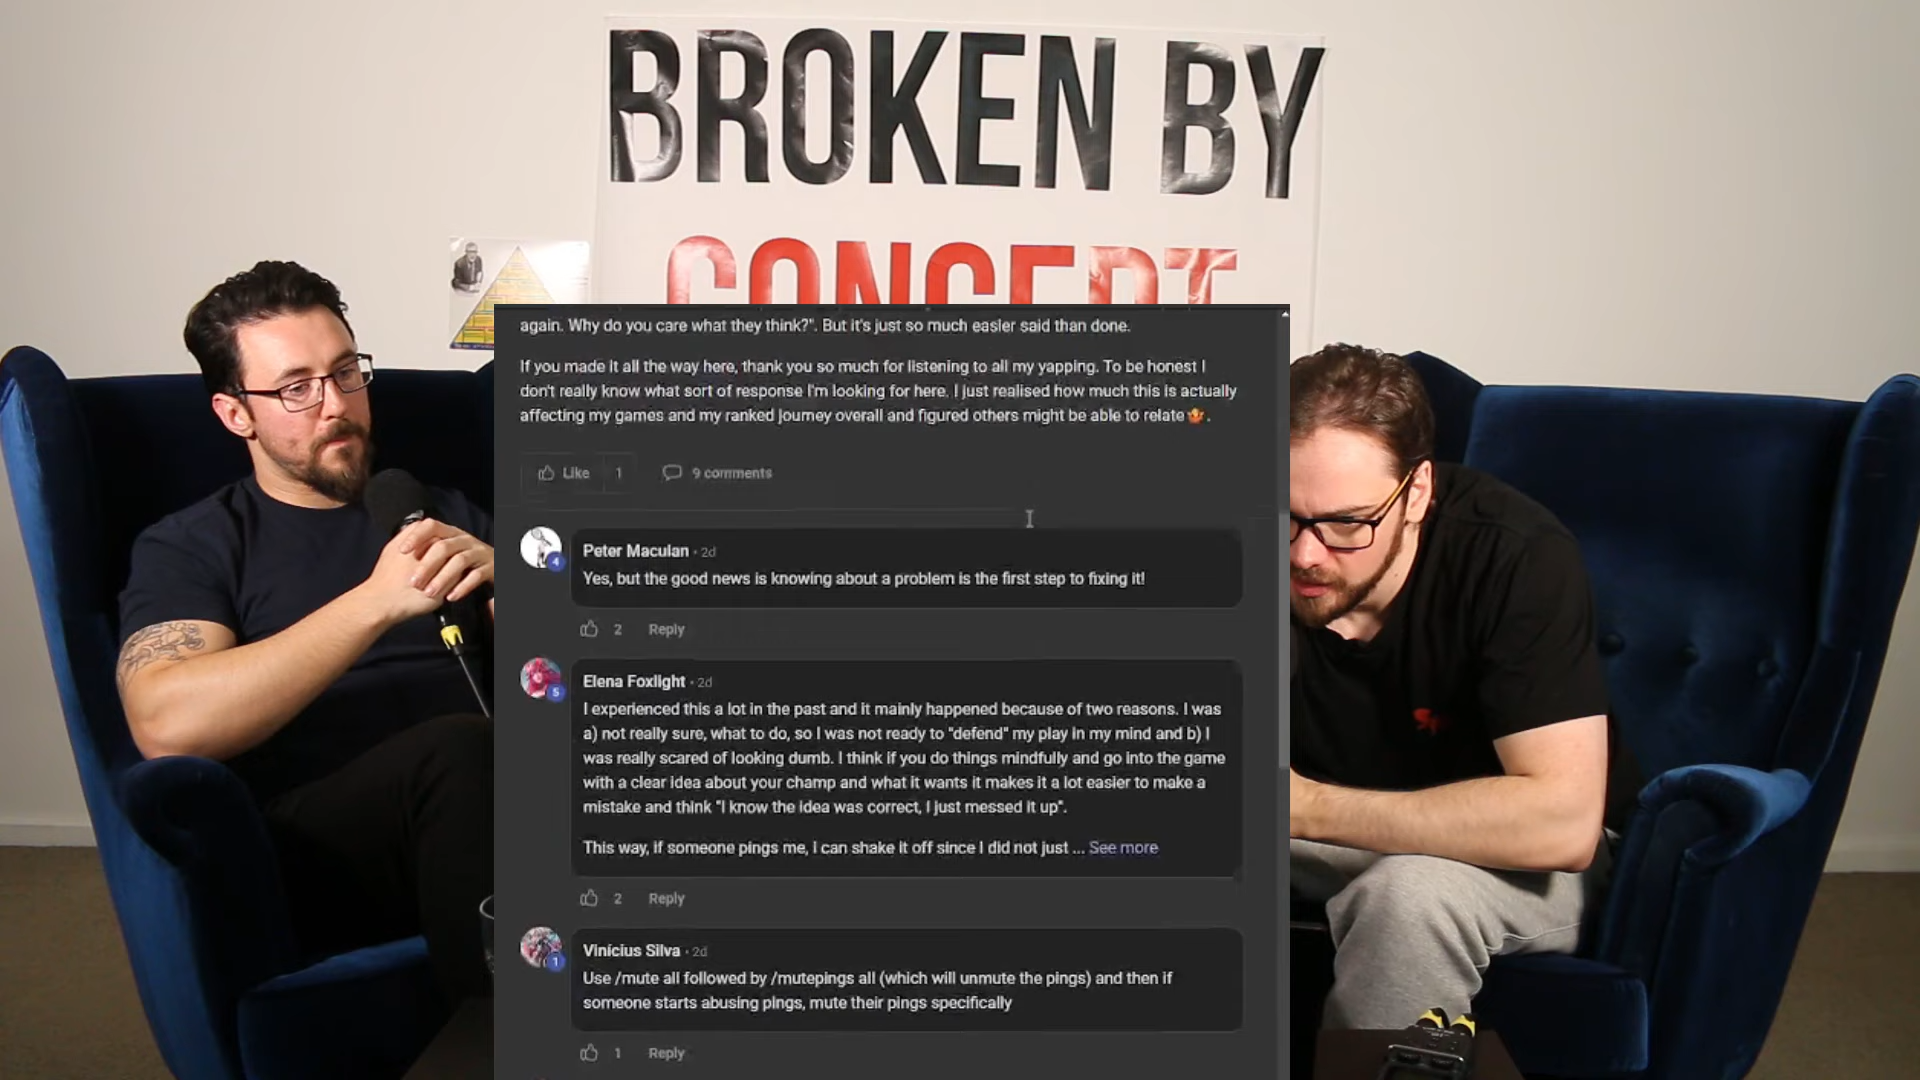 BROKEN BY
CONCEPT
again. Why do you care what they think?". But it's just so much easier said than done.
If you made it all the way here, thank you so much for listening to all my yapping. To be honest I
don't really know what sort of response I'm looking for here. I just realised how much this is actually
affecting my games and my ranked journey overall and figured others might be able to relate🤷.
Like 1 9 comments
4
Peter Maculan • 2d
Yes, but the good news is knowing about a problem is the first step to fixing it!
2 Reply
5
Elena Foxlight • 2d
I experienced this a lot in the past and it mainly happened because of two reasons. I was
a) not really sure, what to do, so I was not ready to "defend" my play in my mind and b) I
was really scared of looking dumb. I think if you do things mindfully and go into the game
with a clear idea about your champ and what it wants it makes it a lot easier to make a
mistake and think "I know the idea was correct, I just messed it up".
This way, if someone pings me, I can shake it off since I did not just ... See more
2 Reply
1
Vinícius Silva • 2d
Use /mute all followed by /mutepings all (which will unmute the pings) and then if
someone starts abusing pings, mute their pings specifically
1 Reply